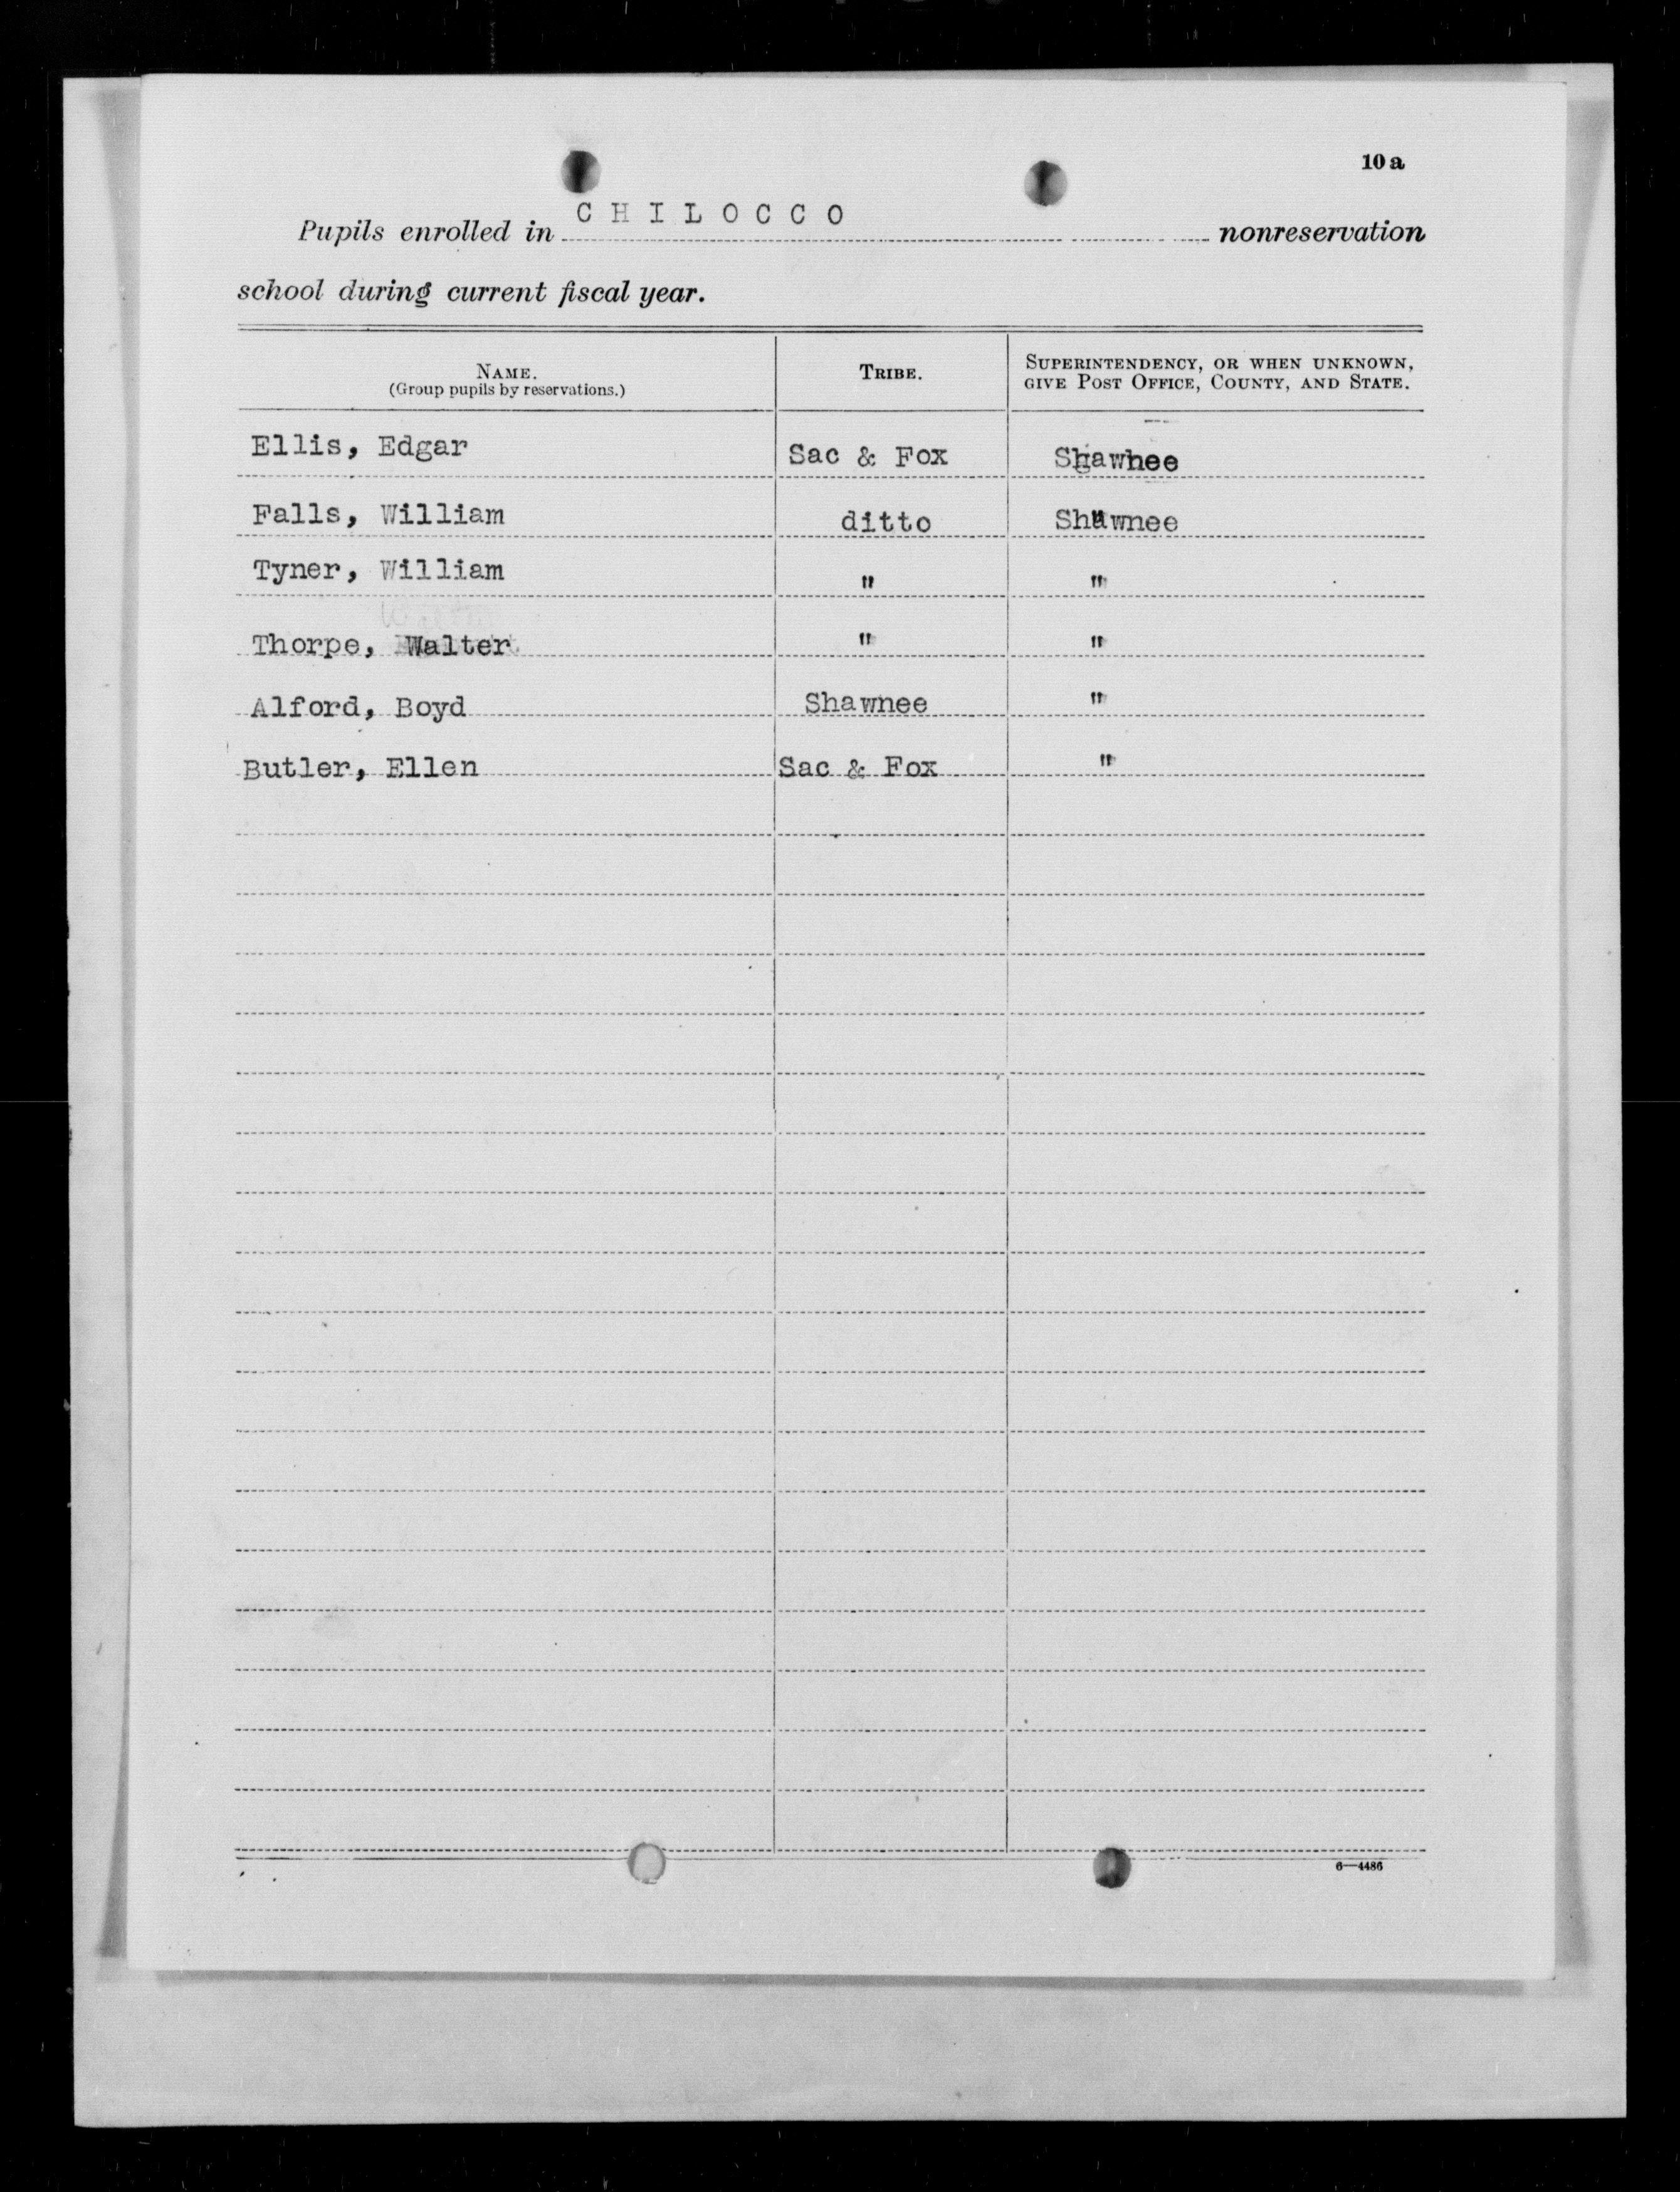 10a
Pupils enrolled in CHILOCCO nonreservation
school during current fiscal year.
NAME. TRIBE. SUPERINTENDENCY, OR WHEN UNKNOWN,
(Group pupils by reservations.) GIVE POST OFFICE, COUNTY, AND STATE.
Ellis, Edgar Sac & Fox Shawnee
Falls, William ditto Shawnee
Tyner, William " "
Thorpe, Walter " "
Alford, Boyd Shawnee "
Butler, Ellen Sac & Fox "
6—4486